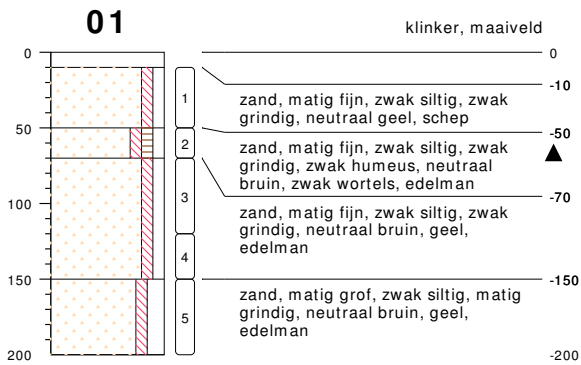 01
klinker, maaiveld
0
50
100
150
200
1
2
3
4
5
0
-10
zand, matig fijn, zwak siltig, zwak
grindig, neutraal geel, schep
-50
zand, matig fijn, zwak siltig, zwak
grindig, zwak humeus, neutraal
bruin, zwak wortels, edelman
-70
zand, matig fijn, zwak siltig, zwak
grindig, neutraal bruin, geel,
edelman
-150
zand, matig grof, zwak siltig, matig
grindig, neutraal bruin, geel,
edelman
-200